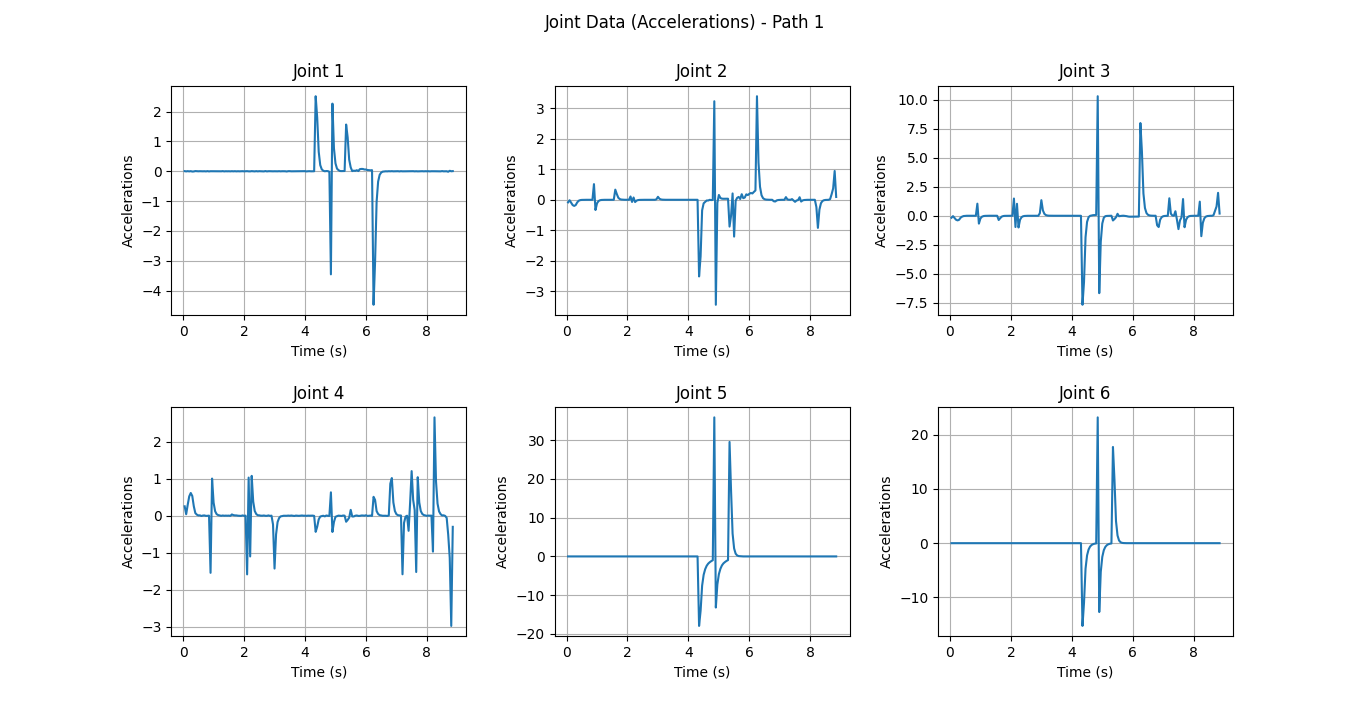 Joint Data (Accelerations) - Path 1
Joint 1
Joint 2
Joint 3
Accelerations
2
1
0
−1
−2
−3
−4
0 2 4 6 8
Time (s)
Accelerations
3
2
1
0
−1
−2
−3
0 2 4 6 8
Time (s)
Accelerations
10.0
7.5
5.0
2.5
0.0
−2.5
−5.0
−7.5
0 2 4 6 8
Time (s)
Joint 4
Joint 5
Joint 6
Accelerations
2
1
0
−1
−2
−3
0 2 4 6 8
Time (s)
Accelerations
30
20
10
0
−10
−20
0 2 4 6 8
Time (s)
Accelerations
20
10
0
−10
0 2 4 6 8
Time (s)